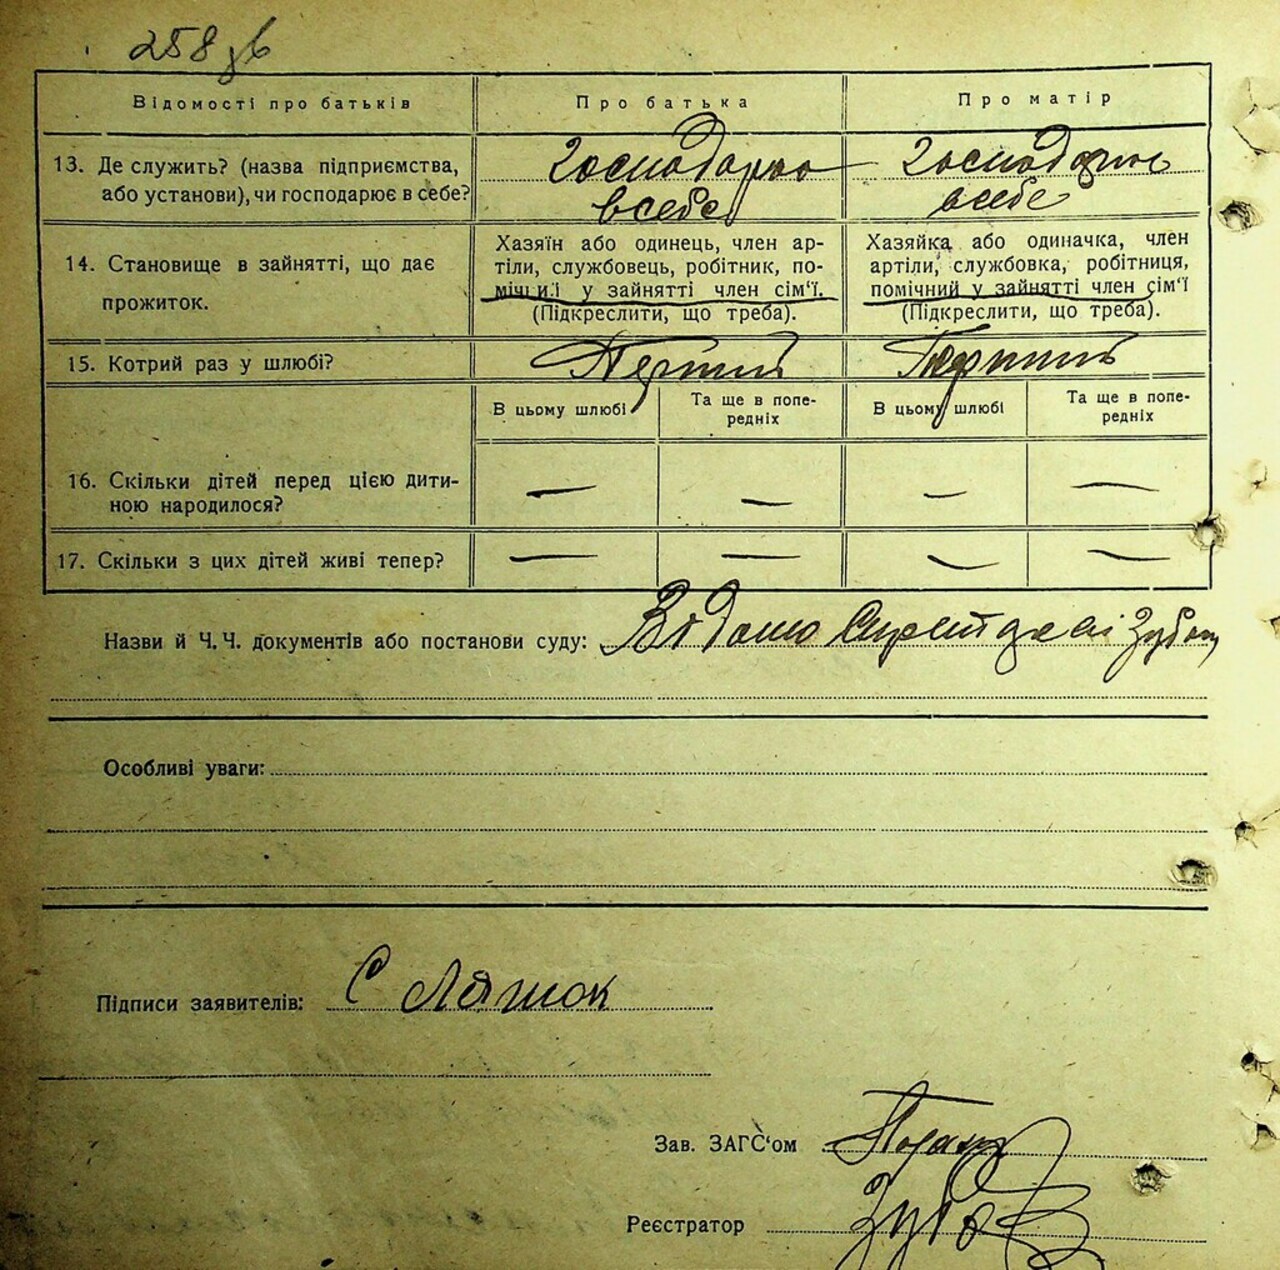 258 зв
Відомості про батьків
Про батька
Про матір
13. Де служить? (назва підприємства,
або установи), чи господарює в себе?
Господарює
в себе
Господарює
в себе
14. Становище в зайнятті, що дає
прожиток.
Хазяїн або одинець, член ар-
тіли, службовець, робітник, по-
мічний у зайнятті член сім'ї.
(Підкреслити, що треба).
Хазяйка або одиначка, член
артіли, службовка, робітниця,
помічний у зайнятті член сім'ї
(Підкреслити, що треба).
15. Котрий раз у шлюбі?
Перший
Перший
В цьому шлюбі
Та ще в попе-
редніх
В цьому шлюбі
Та ще в попе-
редніх
16. Скільки дітей перед цією дити-
ною народилося?
— — — —
17. Скільки з цих дітей живі тепер?
— — — —
Назви й Ч. Ч. документів або постанови суду: Видано
Особливі уваги:
Підписи заявителів: С Ляшок
Зав. ЗАГС'ом
Реєстратор